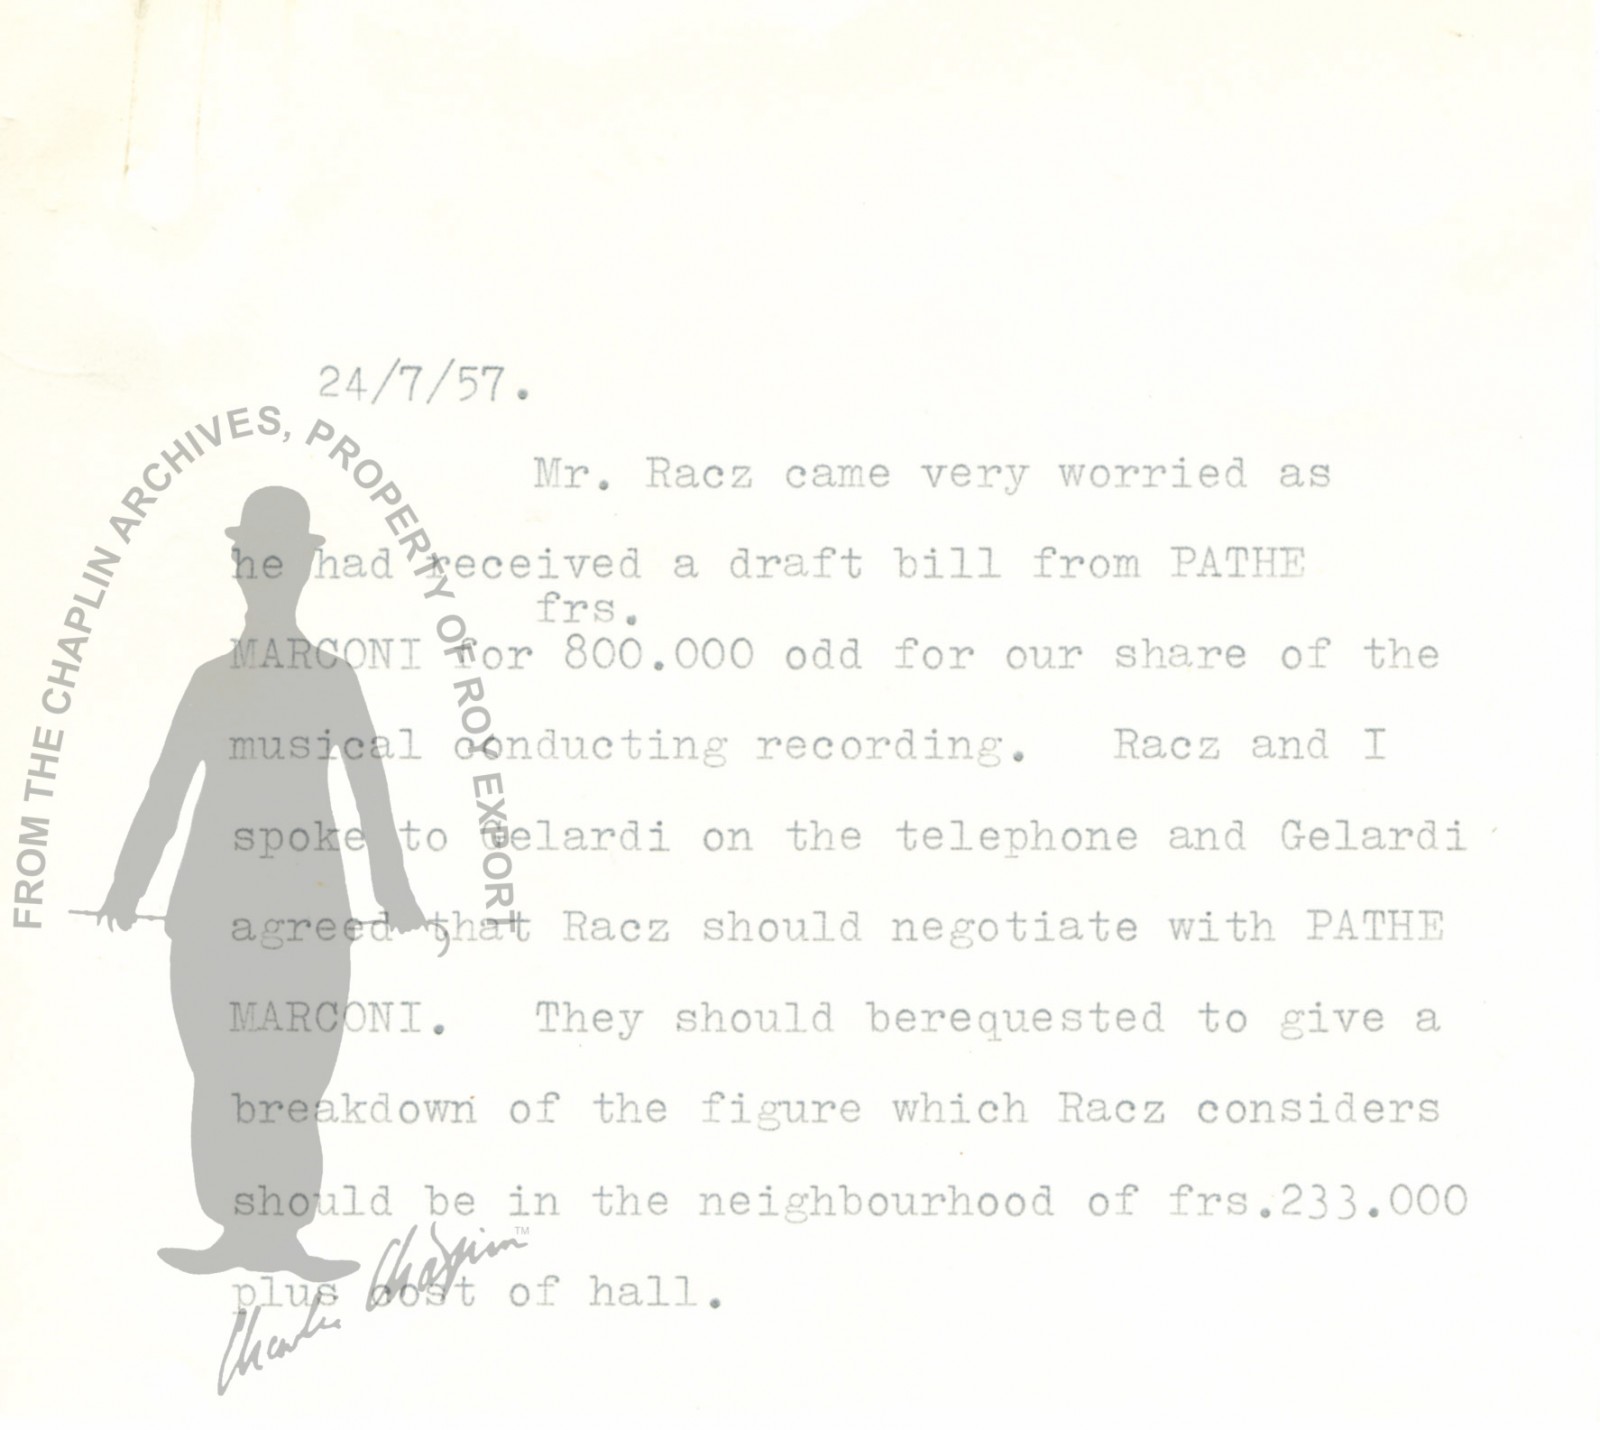 24/7/57.
Mr. Racz came very worried as
he had received a draft bill from PATHE
frs.
MARCONI for 800.000 odd for our share of the
musical conducting recording. Racz and I
spoke to Gelardi on the telephone and Gelardi
agreed that Racz should negotiate with PATHE
MARCONI. They should berequested to give a
breakdown of the figure which Racz considers
should be in the neighbourhood of frs.233.000
plus cost of hall.
FROM THE CHAPLIN ARCHIVES, PROPERTY OF ROY EXPORT
Charlie Chaplin™